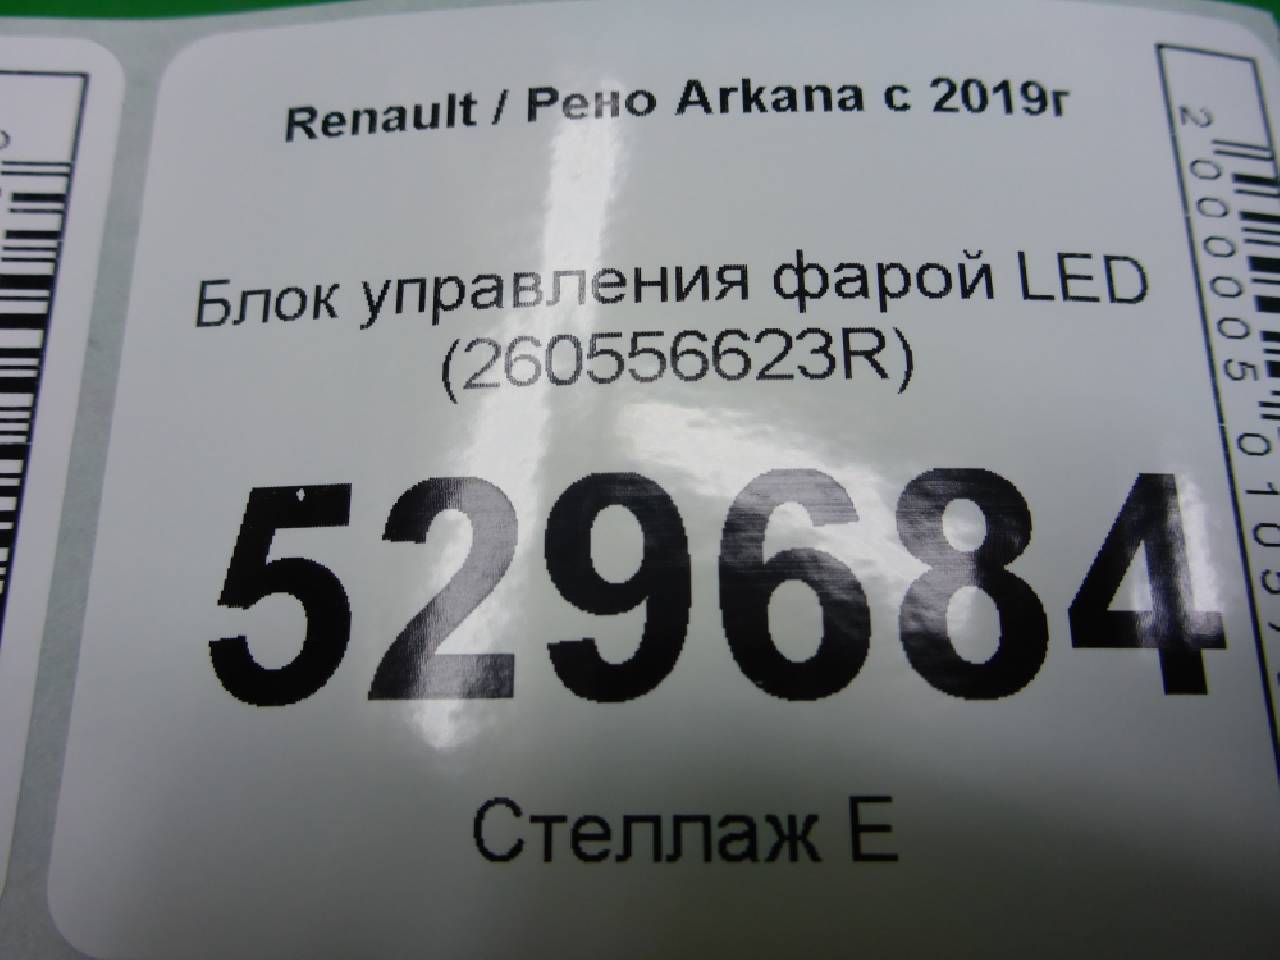 Renault / Рено Arkana с 2019г
Блок управления фарой LED
(260556623R)
529684
Стеллаж Е